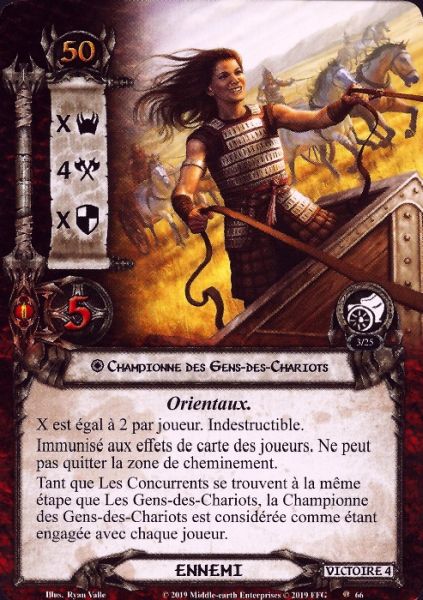 50
X
4
X
5
3/25
Championne des Gens-des-Chariots
Orientaux.
X est égal à 2 par joueur. Indestructible.
Immunisé aux effets de carte des joueurs. Ne peut
pas quitter la zone de cheminement.
Tant que Les Concurrents se trouvent à la même
étape que Les Gens-des-Chariots, la Championne
des Gens-des-Chariots est considérée comme étant
engagée avec chaque joueur.
ENNEMI
VICTOIRE 4
Illus. Ryan Valle © 2019 Middle-earth Enterprises © 2019 FFG 66